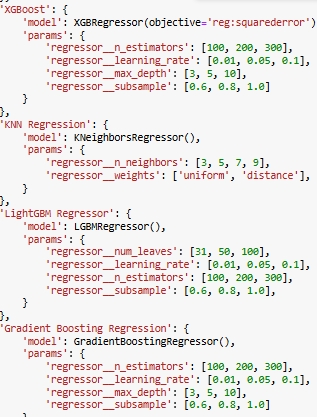 'XGBoost': {
'model': XGBRegressor(objective='reg:squarederror')
'params': {
'regressor__n_estimators': [100, 200, 300],
'regressor__learning_rate': [0.01, 0.05, 0.1],
'regressor__max_depth': [3, 5, 10],
'regressor__subsample': [0.6, 0.8, 1.0]
}
},
'KNN Regression': {
'model': KNeighborsRegressor(),
'params': {
'regressor__n_neighbors': [3, 5, 7, 9],
'regressor__weights': ['uniform', 'distance'],
}
},
'LightGBM Regressor': {
'model': LGBMRegressor(),
'params': {
'regressor__num_leaves': [31, 50, 100],
'regressor__learning_rate': [0.01, 0.05, 0.1],
'regressor__n_estimators': [100, 200, 300],
'regressor__subsample': [0.6, 0.8, 1.0],
}
},
'Gradient Boosting Regression': {
'model': GradientBoostingRegressor(),
'params': {
'regressor__n_estimators': [100, 200, 300],
'regressor__learning_rate': [0.01, 0.05, 0.1],
'regressor__max_depth': [3, 5, 10],
'regressor__subsample': [0.6, 0.8, 1.0]
}